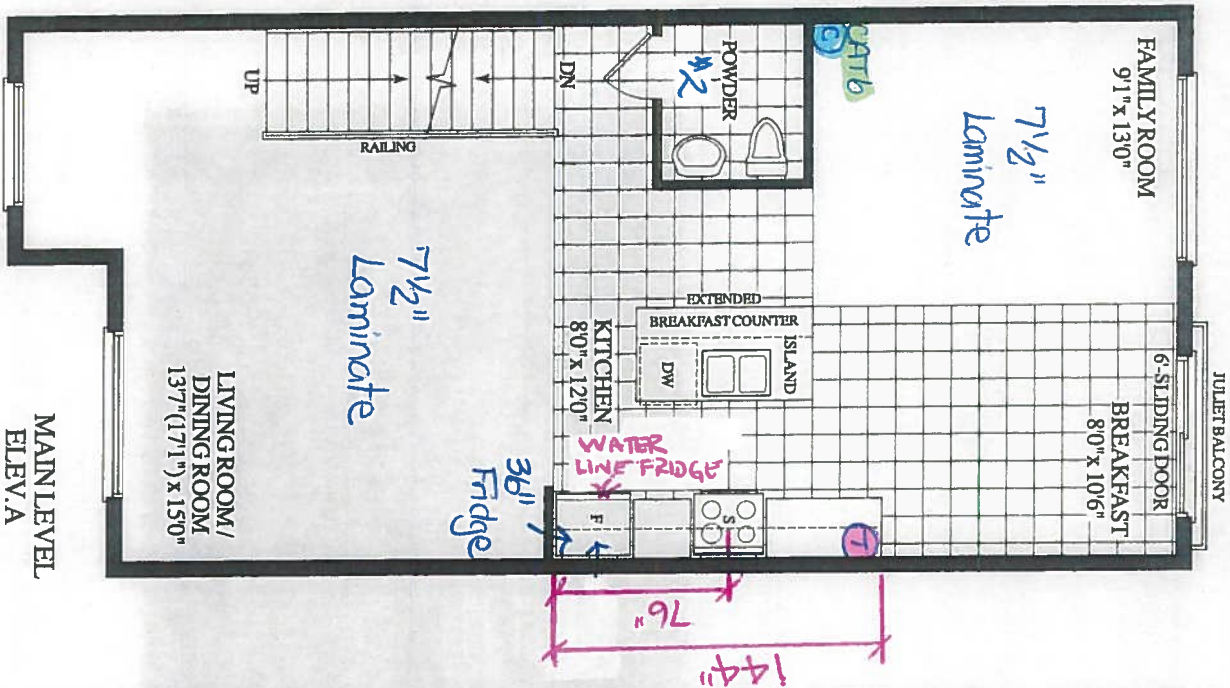 JULIET BALCONY
FAMILY ROOM
9'1" x 13'0"
7½"
Laminate
CAT6
C
POWDER
#2
6'-SLIDING DOOR
BREAKFAST
8'0" x 10'6"
DN
UP
RAILING
EXTENDED
BREAKFAST COUNTER
ISLAND
DW
KITCHEN
8'0" x 12'0"
WATER
LINE FRIDGE
F
S
T
36"
Fridge
76"
144"
7½"
Laminate
LIVING ROOM /
DINING ROOM
13'7" (17'1") x 15'0"
MAIN LEVEL
ELEV. A